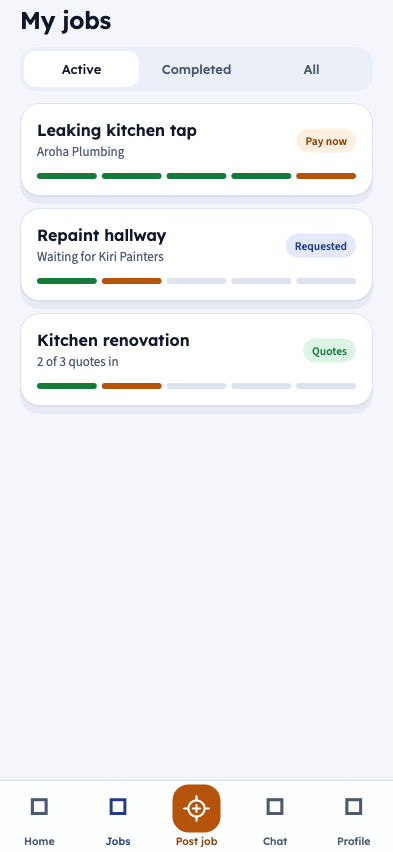 My jobs
Active
Completed
All
Leaking kitchen tap
Aroha Plumbing
Pay now
Repaint hallway
Waiting for Kiri Painters
Requested
Kitchen renovation
2 of 3 quotes in
Quotes
Home
Jobs
Post job
Chat
Profile